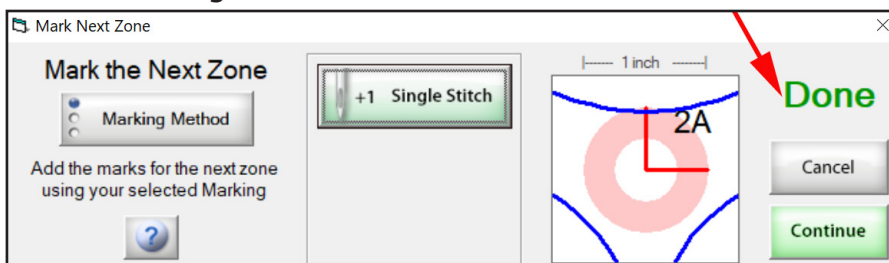 Mark Next Zone
Mark the Next Zone
Marking Method
Add the marks for the next zone
using your selected Marking
?
+1 Single Stitch
1 inch
2A
Done
Cancel
Continue